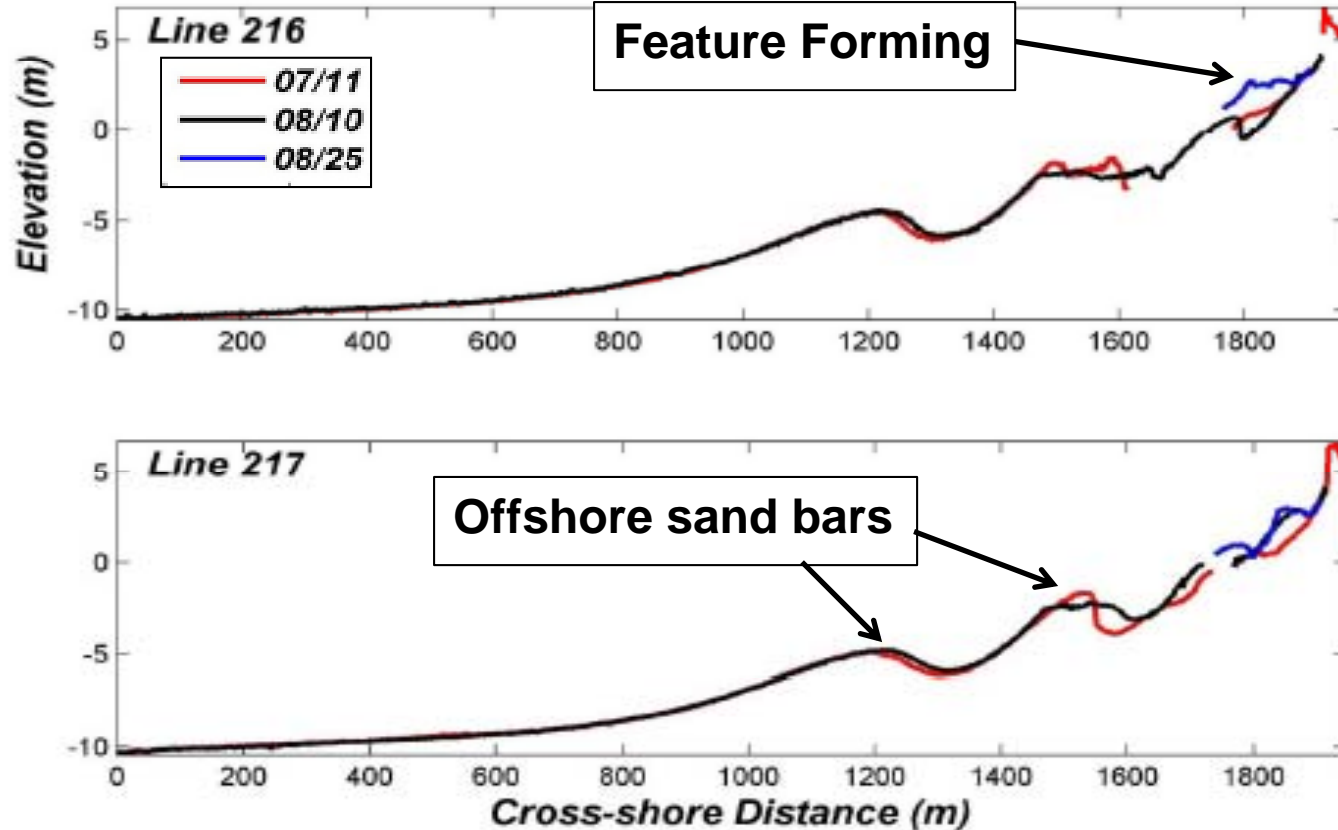 Line 216
Feature Forming
07/11
08/10
08/25
Elevation (m)
5
0
-5
-10
0 200 400 600 800 1000 1200 1400 1600 1800
Line 217
Offshore sand bars
5
0
-5
-10
0 200 400 600 800 1000 1200 1400 1600 1800
Cross-shore Distance (m)